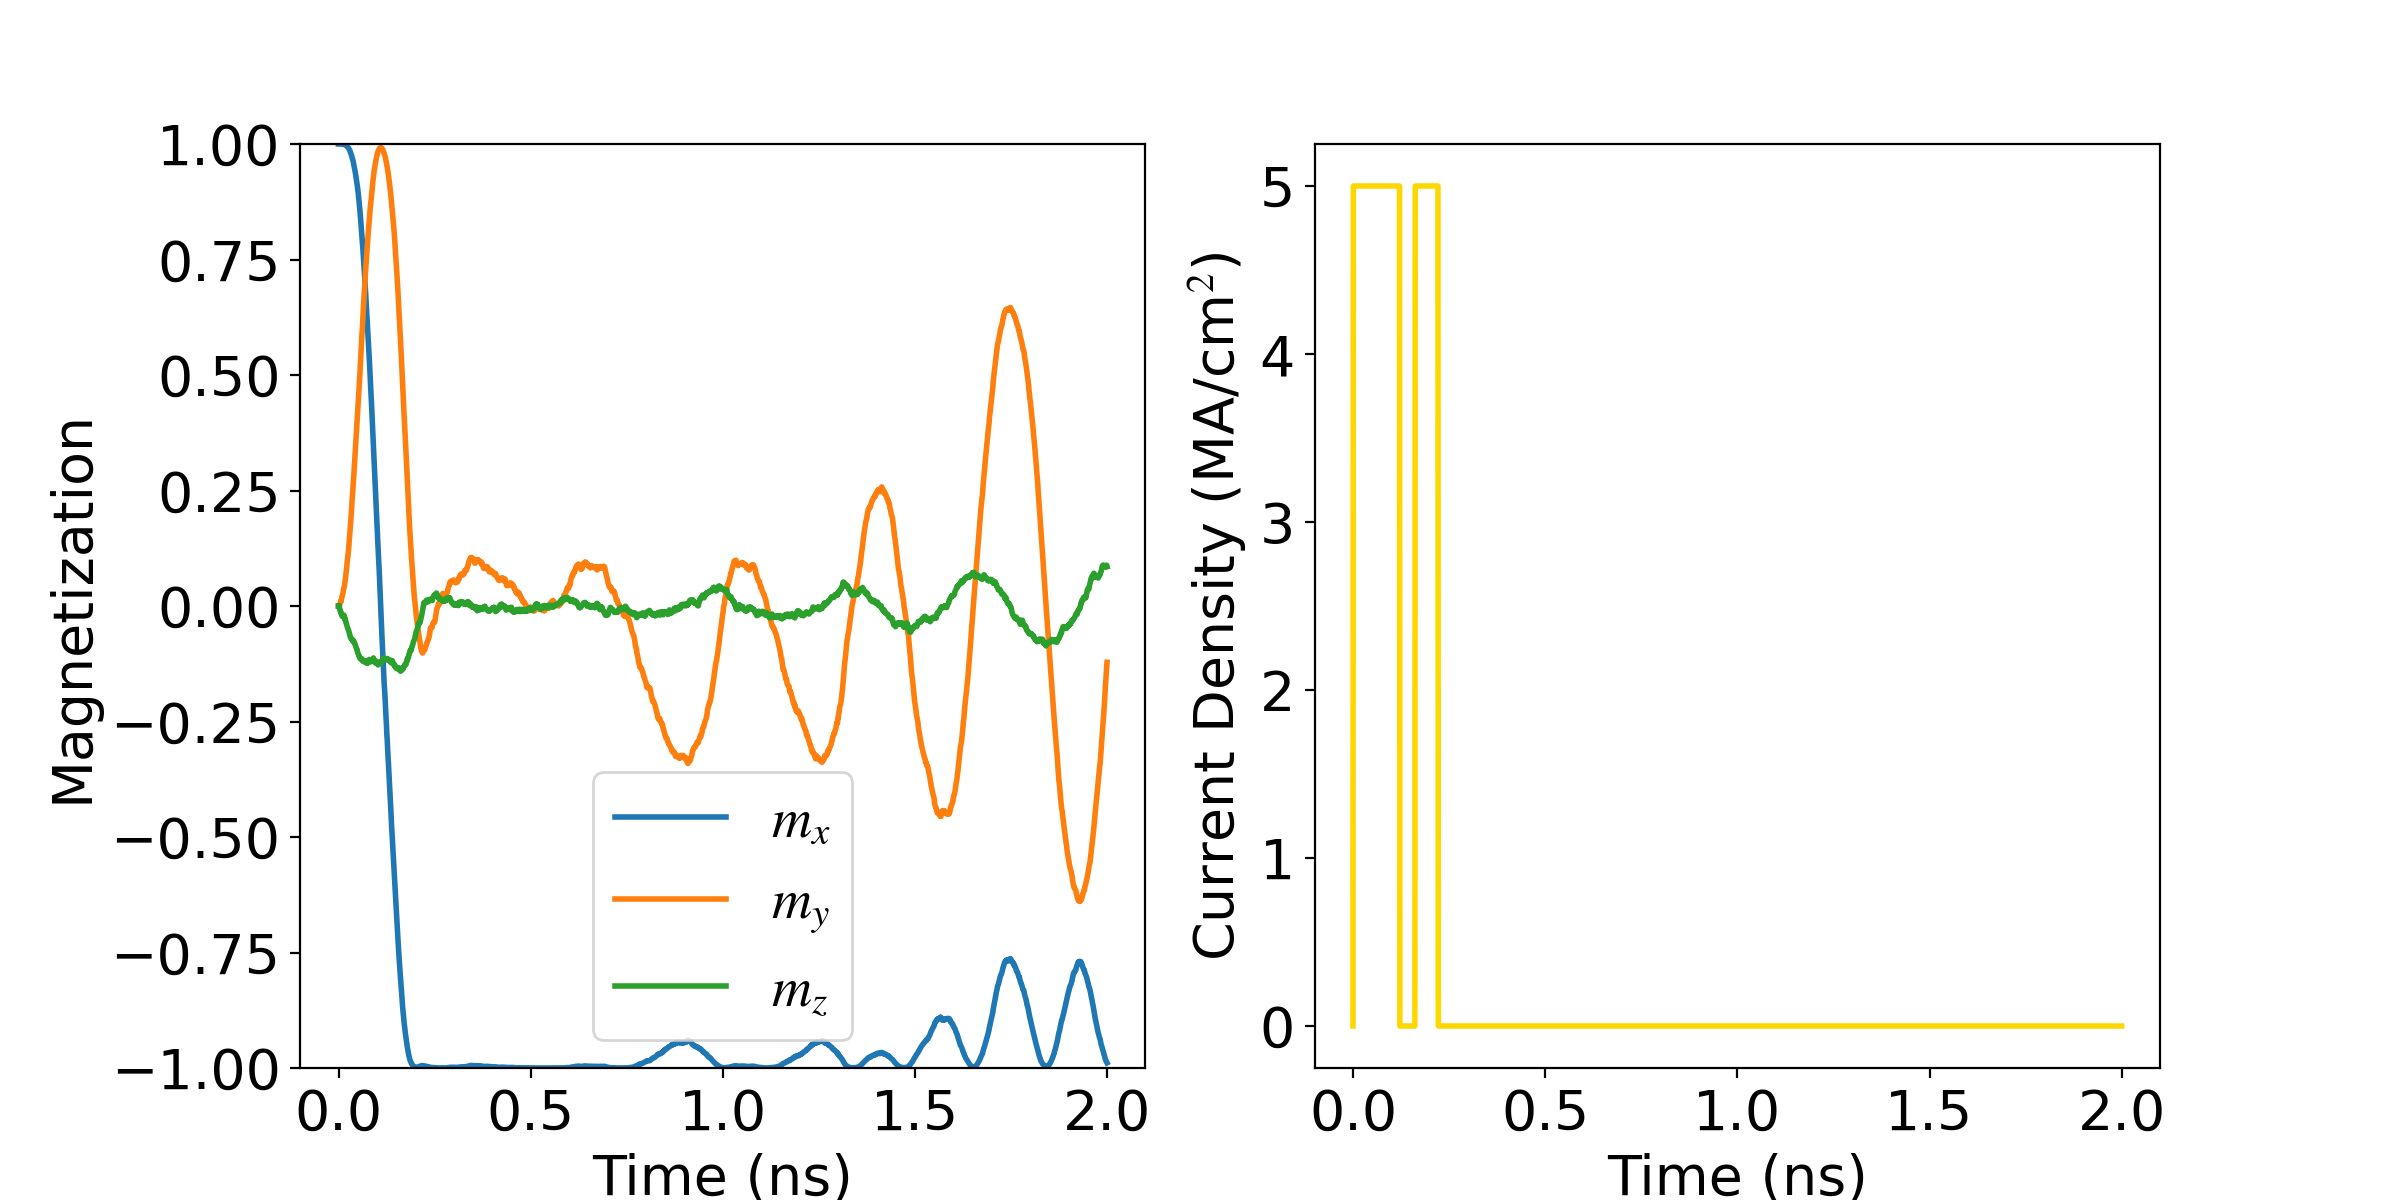 1.00
0.75
0.50
0.25
0.00
−0.25
−0.50
−0.75
−1.00
Magnetization
0.0 0.5 1.0 1.5 2.0
Time (ns)
m_x
m_y
m_z
5
4
3
2
1
0
Current Density (MA/cm²)
0.0 0.5 1.0 1.5 2.0
Time (ns)